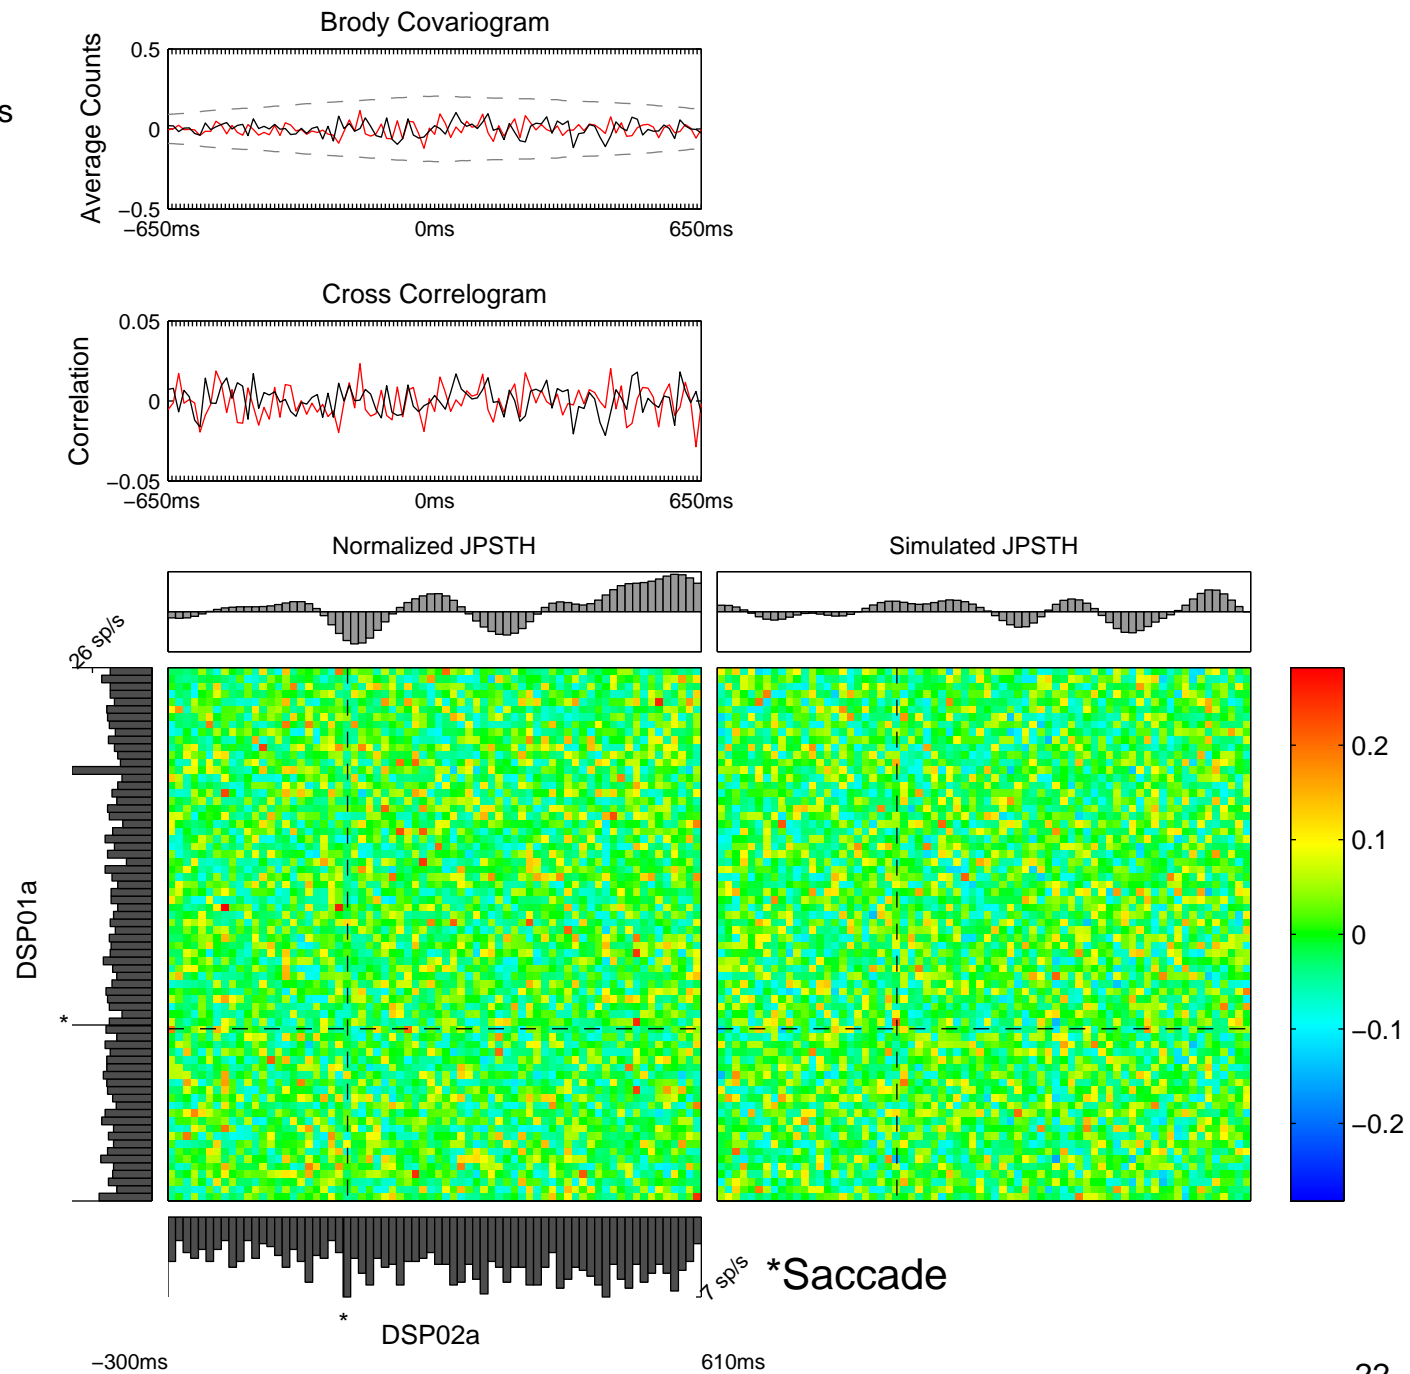 Brody Covariogram
s
Average Counts
0.5
0
−0.5
−650ms 0ms 650ms
Cross Correlogram
Correlation
0.05
0
−0.05
−650ms 0ms 650ms
Normalized JPSTH
Simulated JPSTH
26 sp/s
DSP01a
*
0.2
0.1
0
−0.1
−0.2
7 sp/s
*Saccade
*
DSP02a
−300ms 610ms